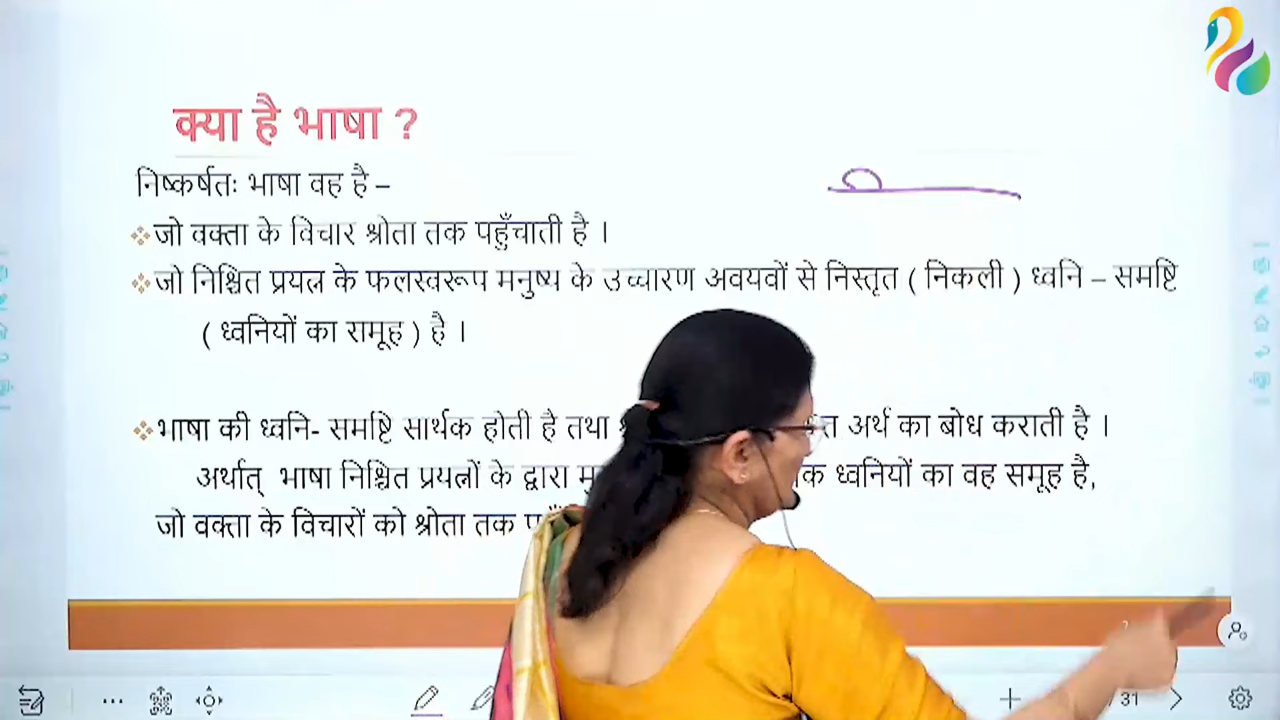 क्या है भाषा ?
निष्कर्षतः भाषा वह है –
जो वक्ता के विचार श्रोता तक पहुँचाती है ।
जो निश्चित प्रयत्न के फलस्वरूप मनुष्य के उच्चारण अवयवों से निस्तृत ( निकली ) ध्वनि – समष्टि
( ध्वनियों का समूह ) है ।
भाषा की ध्वनि- समष्टि सार्थक होती है तथा अर्थ का बोध कराती है ।
अर्थात् भाषा निश्चित प्रयत्नों के द्वारा ध्वनियों का वह समूह है,
जो वक्ता के विचारों को श्रोता तक
31